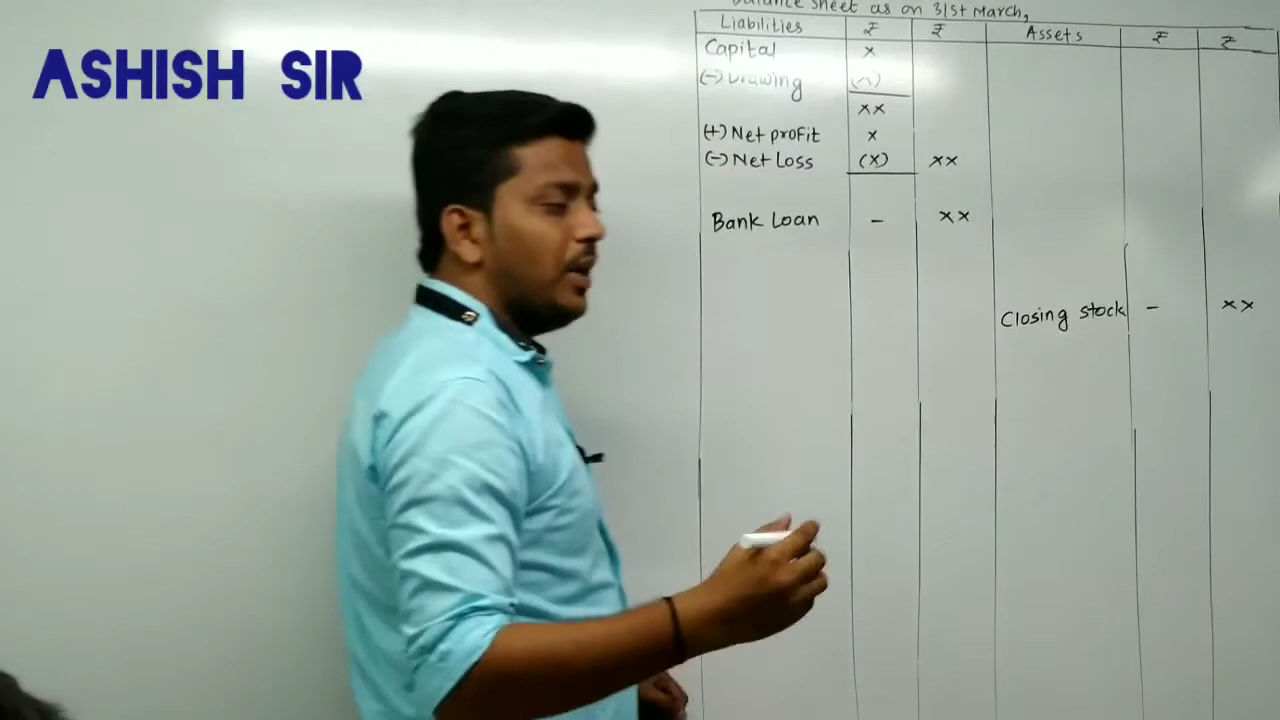 ASHISH SIR
Balance sheet as on 31st March,
Liabilities ₹ ₹ Assets ₹ ₹
Capital x
(-) Drawing (x)
xx
(+) Net profit x
(-) Net Loss (x) xx
Bank Loan - xx
Closing stock - xx